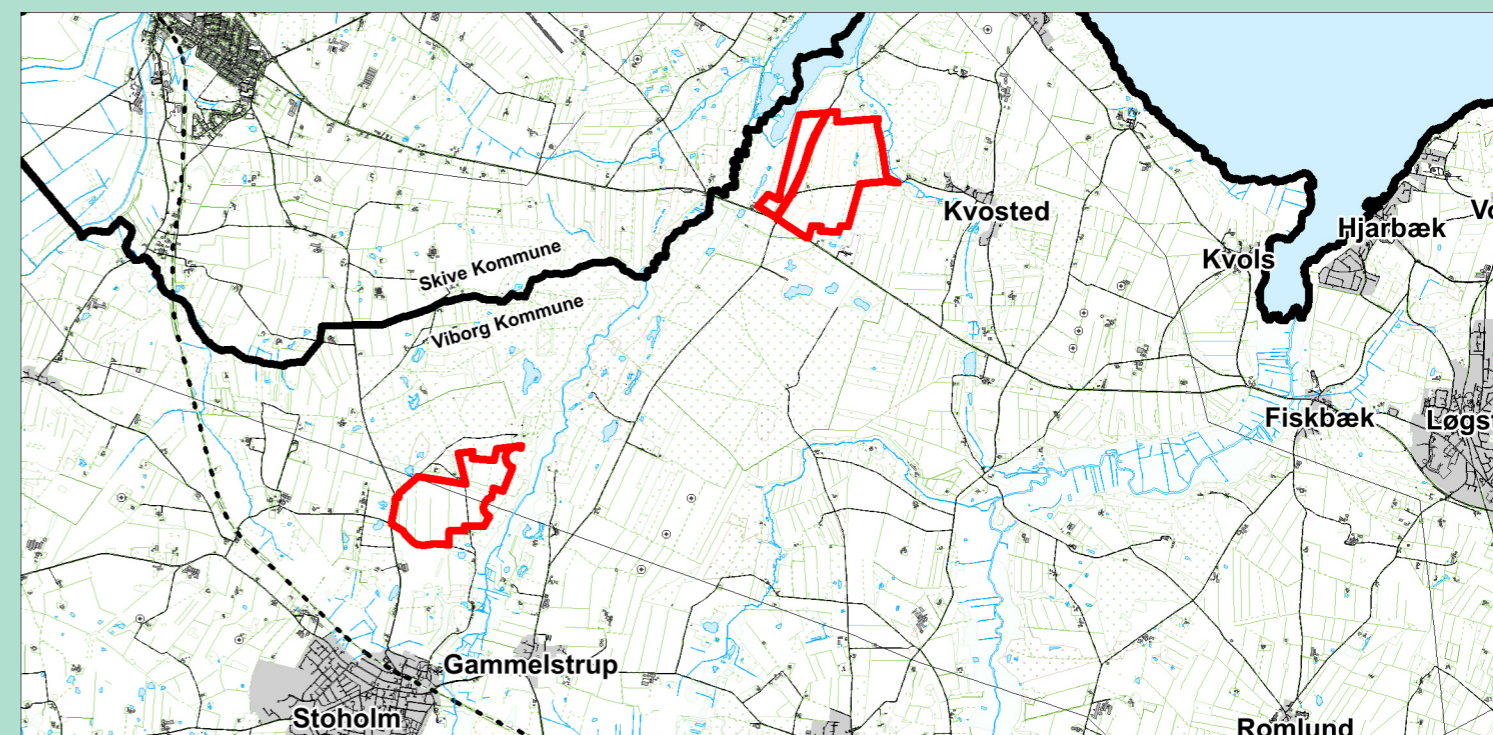 Kvosted
Hjarbæk
Kvols
Skive Kommune
Viborg Kommune
Fiskbæk
Gammelstrup
Stoholm
Romlund